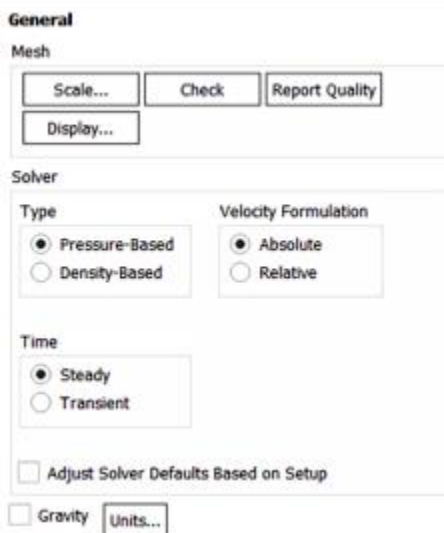 General
Mesh
Scale... Check Report Quality
Display...
Solver
Type Velocity Formulation
Pressure-Based Absolute
Density-Based Relative
Time
Steady
Transient
Adjust Solver Defaults Based on Setup
Gravity Units...